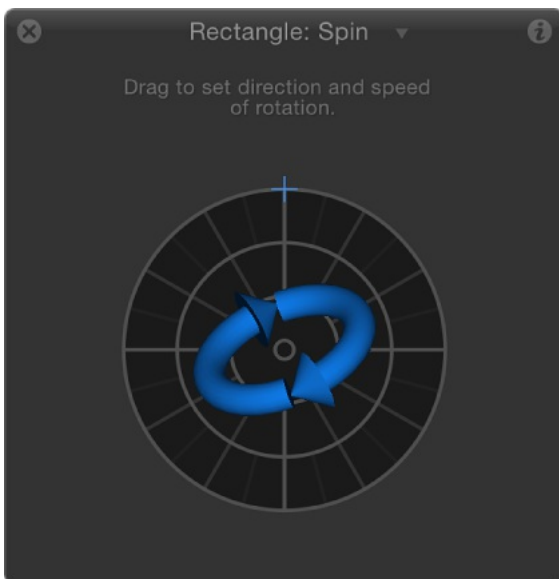 Rectangle: Spin
Drag to set direction and speed
of rotation.